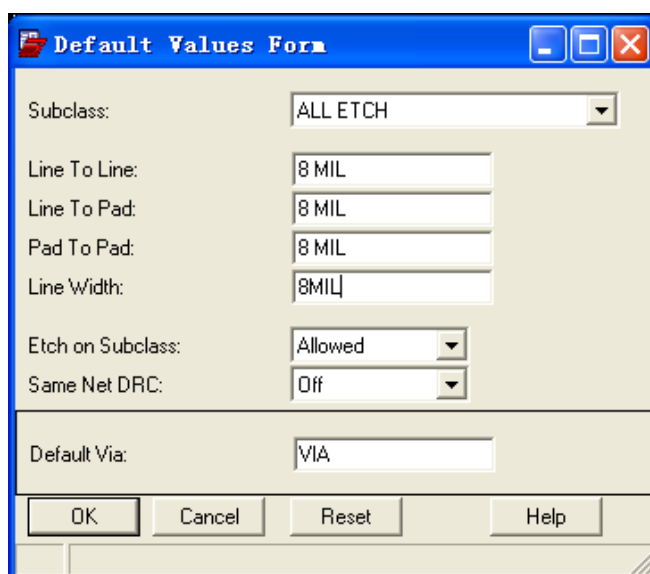 Default Values Form
Subclass: ALL ETCH
Line To Line: 8 MIL
Line To Pad: 8 MIL
Pad To Pad: 8 MIL
Line Width: 8MIL
Etch on Subclass: Allowed
Same Net DRC: Off
Default Via: VIA
OK Cancel Reset Help